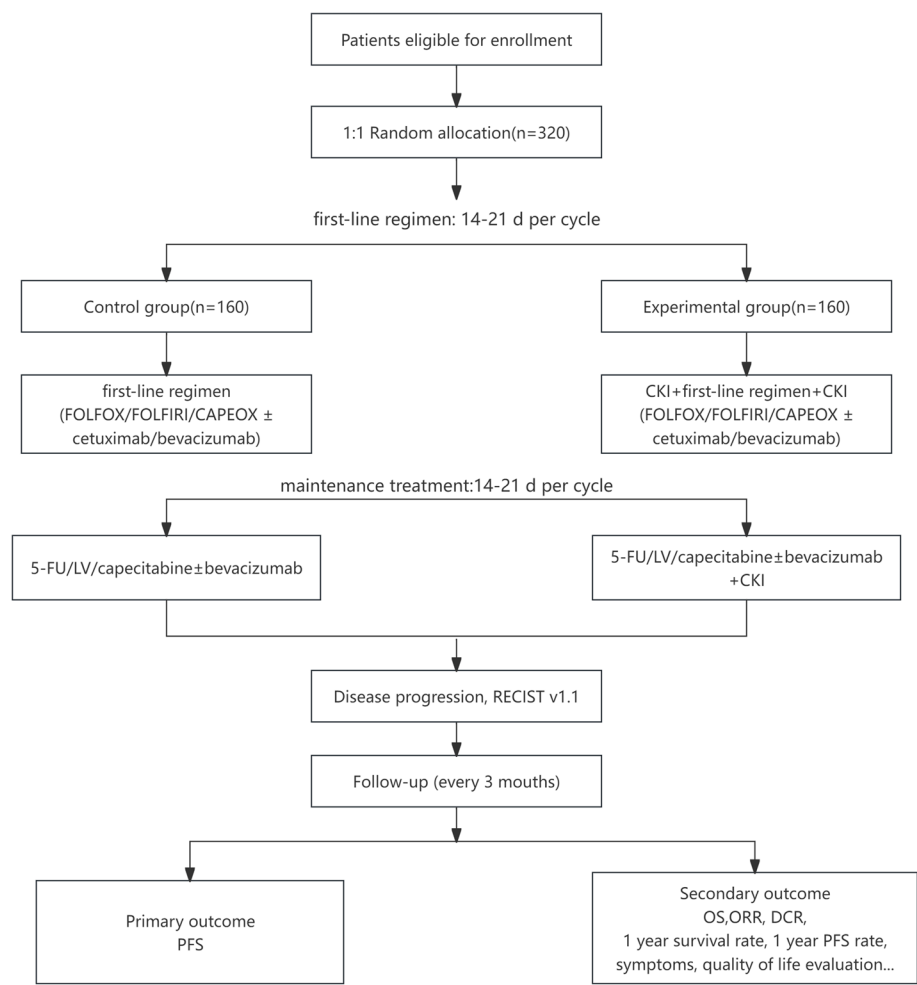 Patients eligible for enrollment
1:1 Random allocation(n=320)
first-line regimen: 14-21 d per cycle
Control group(n=160)
Experimental group(n=160)
first-line regimen
(FOLFOX/FOLFIRI/CAPEOX ±
cetuximab/bevacizumab)
CKI+first-line regimen+CKI
(FOLFOX/FOLFIRI/CAPEOX ±
cetuximab/bevacizumab)
maintenance treatment:14-21 d per cycle
5-FU/LV/capecitabine±bevacizumab
5-FU/LV/capecitabine±bevacizumab
+CKI
Disease progression, RECIST v1.1
Follow-up (every 3 mouths)
Primary outcome
PFS
Secondary outcome
OS,ORR, DCR,
1 year survival rate, 1 year PFS rate,
symptoms, quality of life evaluation...